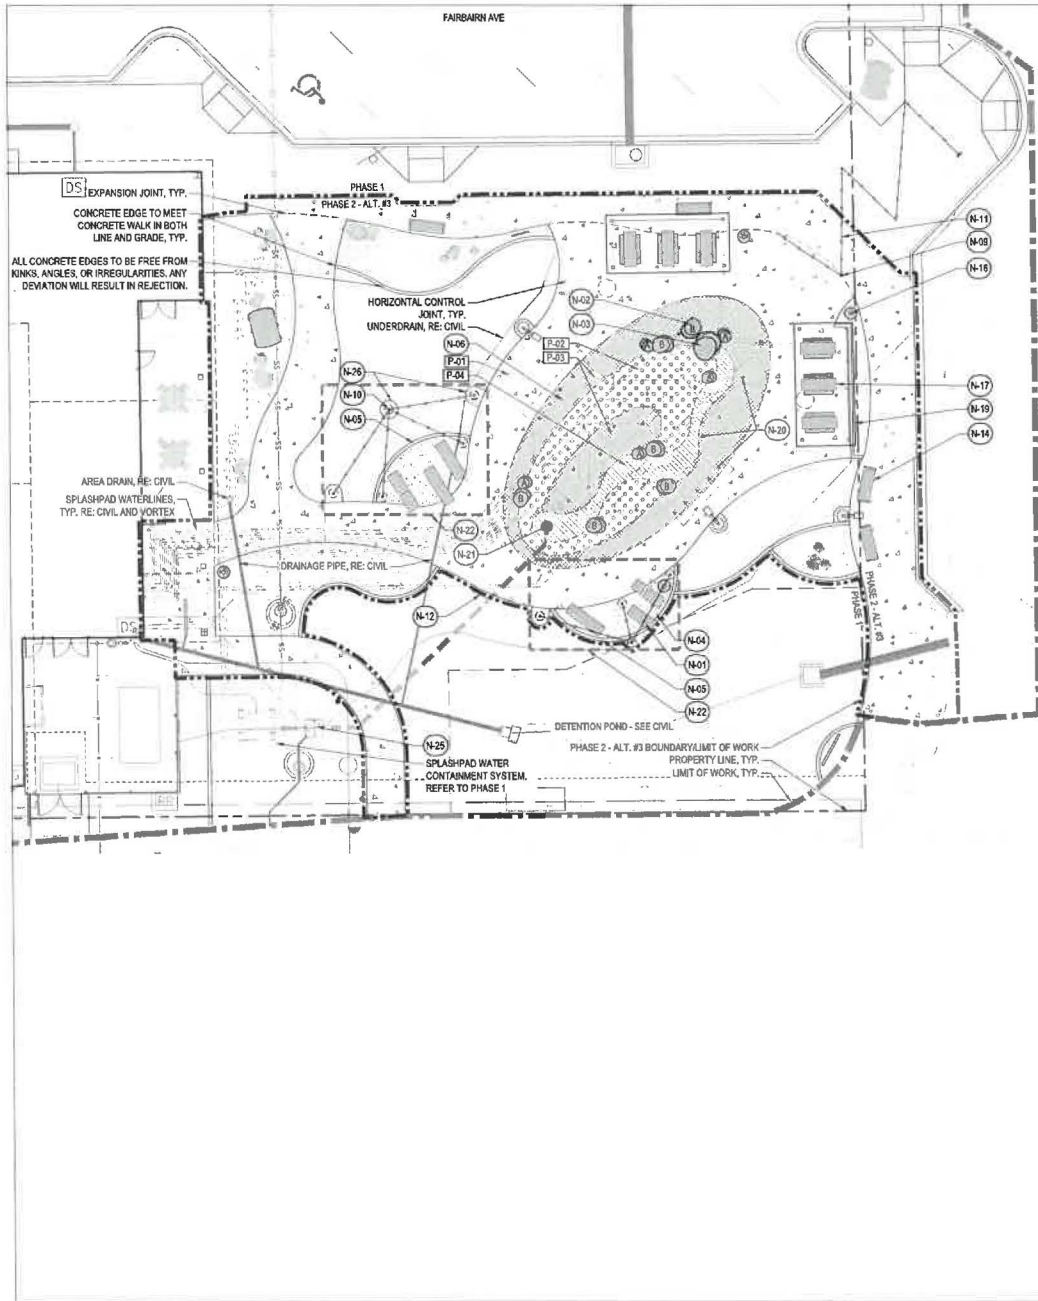 FAIRBAIRN AVE
PHASE 1
PHASE 2 - ALT. #3
DS
EXPANSION JOINT, TYP.
CONCRETE EDGE TO MEET
CONCRETE WALK IN BOTH
LINE AND GRADE, TYP.
ALL CONCRETE EDGES TO BE FREE FROM
KINKS, ANGLES, OR IRREGULARITIES. ANY
DEVIATION WILL RESULT IN REJECTION.
HORIZONTAL CONTROL
JOINT, TYP.
UNDERDRAIN, RE: CIVIL
N-02
N-03
N-06
P-01
P-04
P-02
P-03
N-26
N-10
N-05
N-11
N-09
N-16
N-17
N-19
N-14
N-20
A
B
B
A
A
A
B
B
A
B
B
AREA DRAIN, RE: CIVIL
SPLASHPAD WATERLINES,
TYP. RE: CIVIL AND VORTEX
N-22
N-21
DRAINAGE PIPE, RE: CIVIL
N-12
DS
SS
SS
N-04
N-01
N-05
N-22
PHASE 2 - ALT. #3
PHASE 1
DETENTION POND - SEE CIVIL
PHASE 2 - ALT. #3 BOUNDARY/LIMIT OF WORK
PROPERTY LINE, TYP.
LIMIT OF WORK, TYP.
N-25
SPLASHPAD WATER
CONTAINMENT SYSTEM.
REFER TO PHASE 1